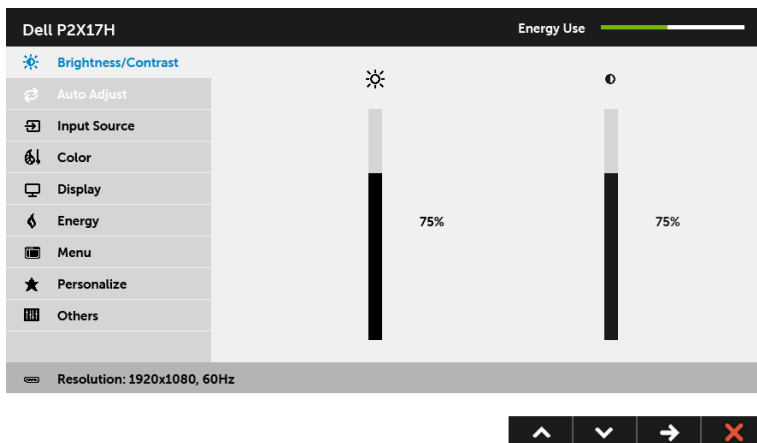 Dell P2X17H
Energy Use
Brightness/Contrast
Auto Adjust
Input Source
Color
Display
Energy
75%
75%
Menu
Personalize
Others
Resolution: 1920x1080, 60Hz